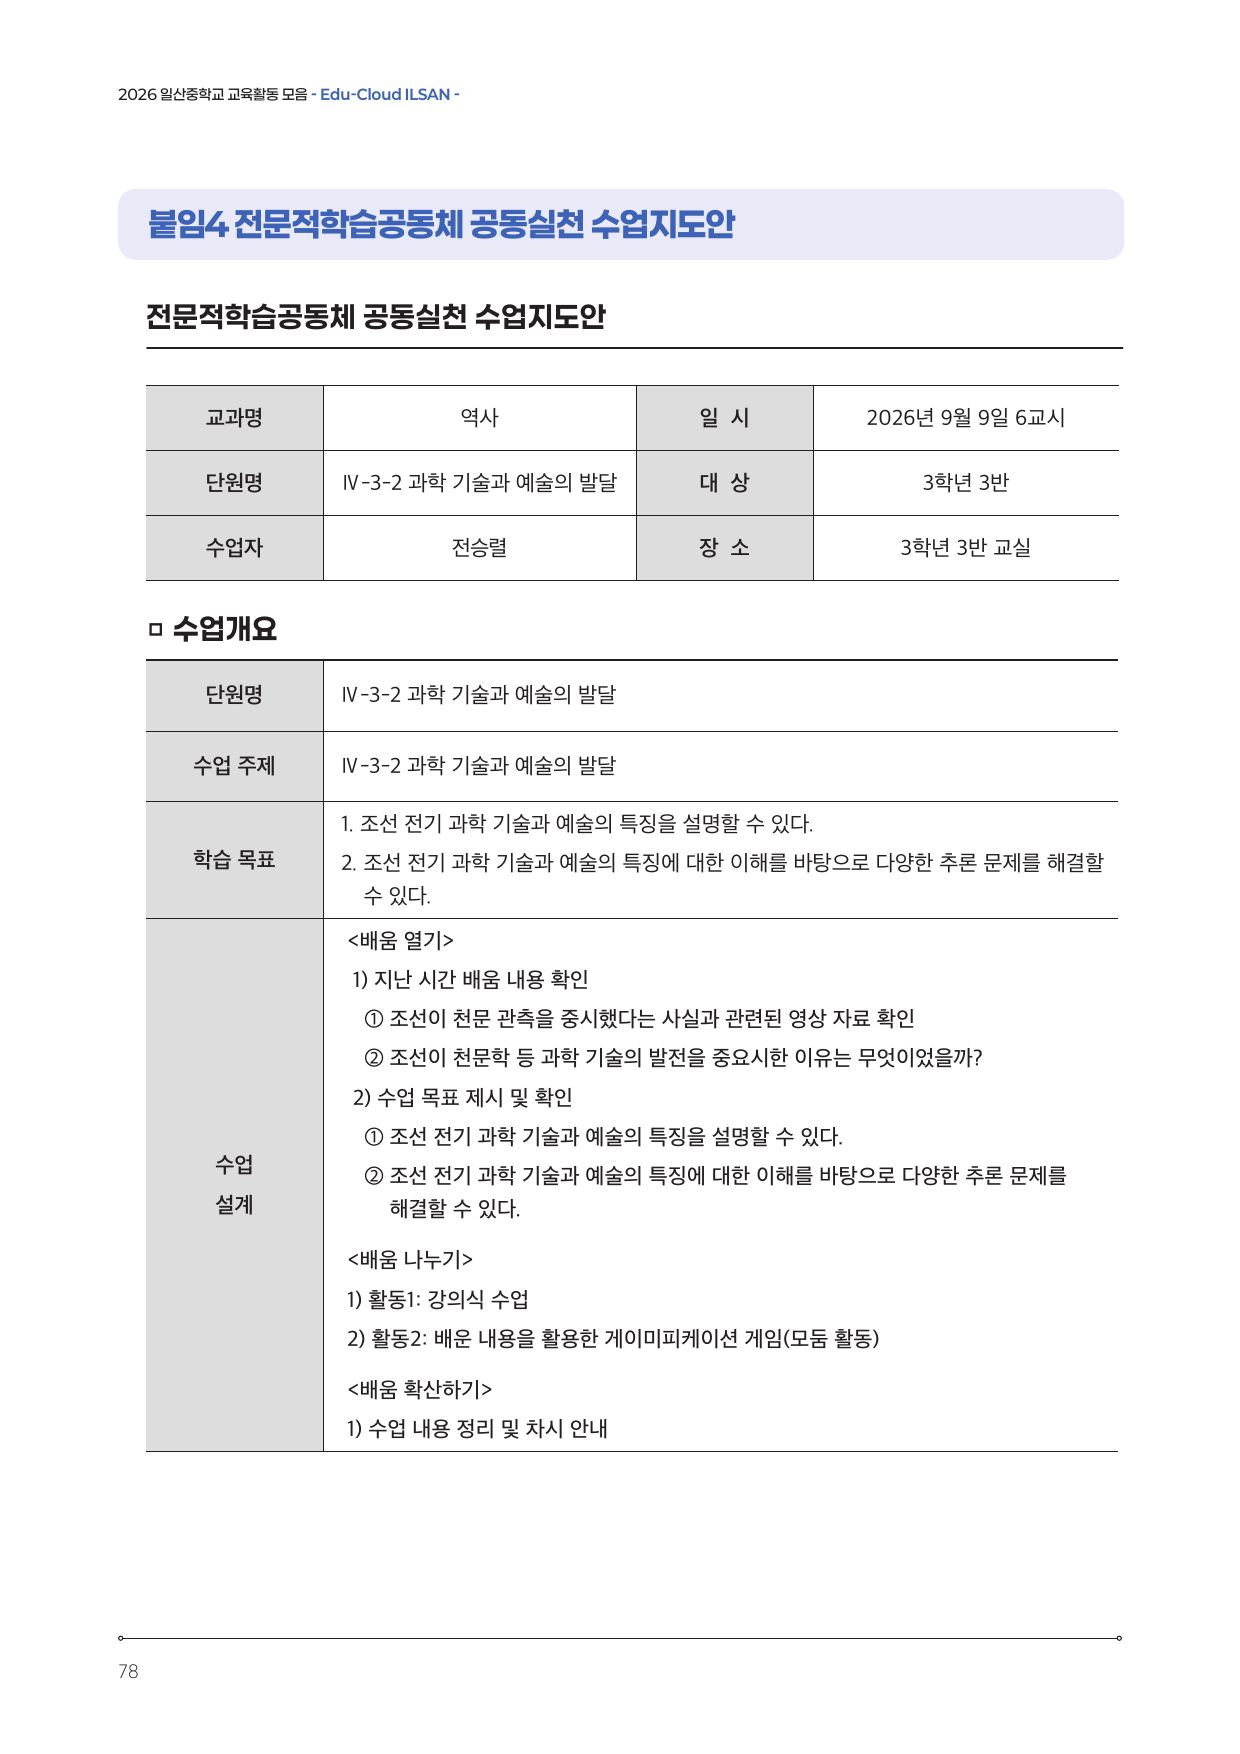 2026 일산중학교 교육활동 모음 - Edu-Cloud ILSAN -
붙임4 전문적학습공동체 공동실천 수업지도안
전문적학습공동체 공동실천 수업지도안
교과명 역사 일 시 2026년 9월 9일 6교시
단원명 Ⅳ-3-2 과학 기술과 예술의 발달 대 상 3학년 3반
수업자 전승렬 장 소 3학년 3반 교실
□ 수업개요
단원명 Ⅳ-3-2 과학 기술과 예술의 발달
수업 주제 Ⅳ-3-2 과학 기술과 예술의 발달
학습 목표
1. 조선 전기 과학 기술과 예술의 특징을 설명할 수 있다.
2. 조선 전기 과학 기술과 예술의 특징에 대한 이해를 바탕으로 다양한 추론 문제를 해결할
수 있다.
수업
설계
<배움 열기>
1) 지난 시간 배움 내용 확인
① 조선이 천문 관측을 중시했다는 사실과 관련된 영상 자료 확인
② 조선이 천문학 등 과학 기술의 발전을 중요시한 이유는 무엇이었을까?
2) 수업 목표 제시 및 확인
① 조선 전기 과학 기술과 예술의 특징을 설명할 수 있다.
② 조선 전기 과학 기술과 예술의 특징에 대한 이해를 바탕으로 다양한 추론 문제를
해결할 수 있다.
<배움 나누기>
1) 활동1: 강의식 수업
2) 활동2: 배운 내용을 활용한 게이미피케이션 게임(모둠 활동)
<배움 확산하기>
1) 수업 내용 정리 및 차시 안내
78